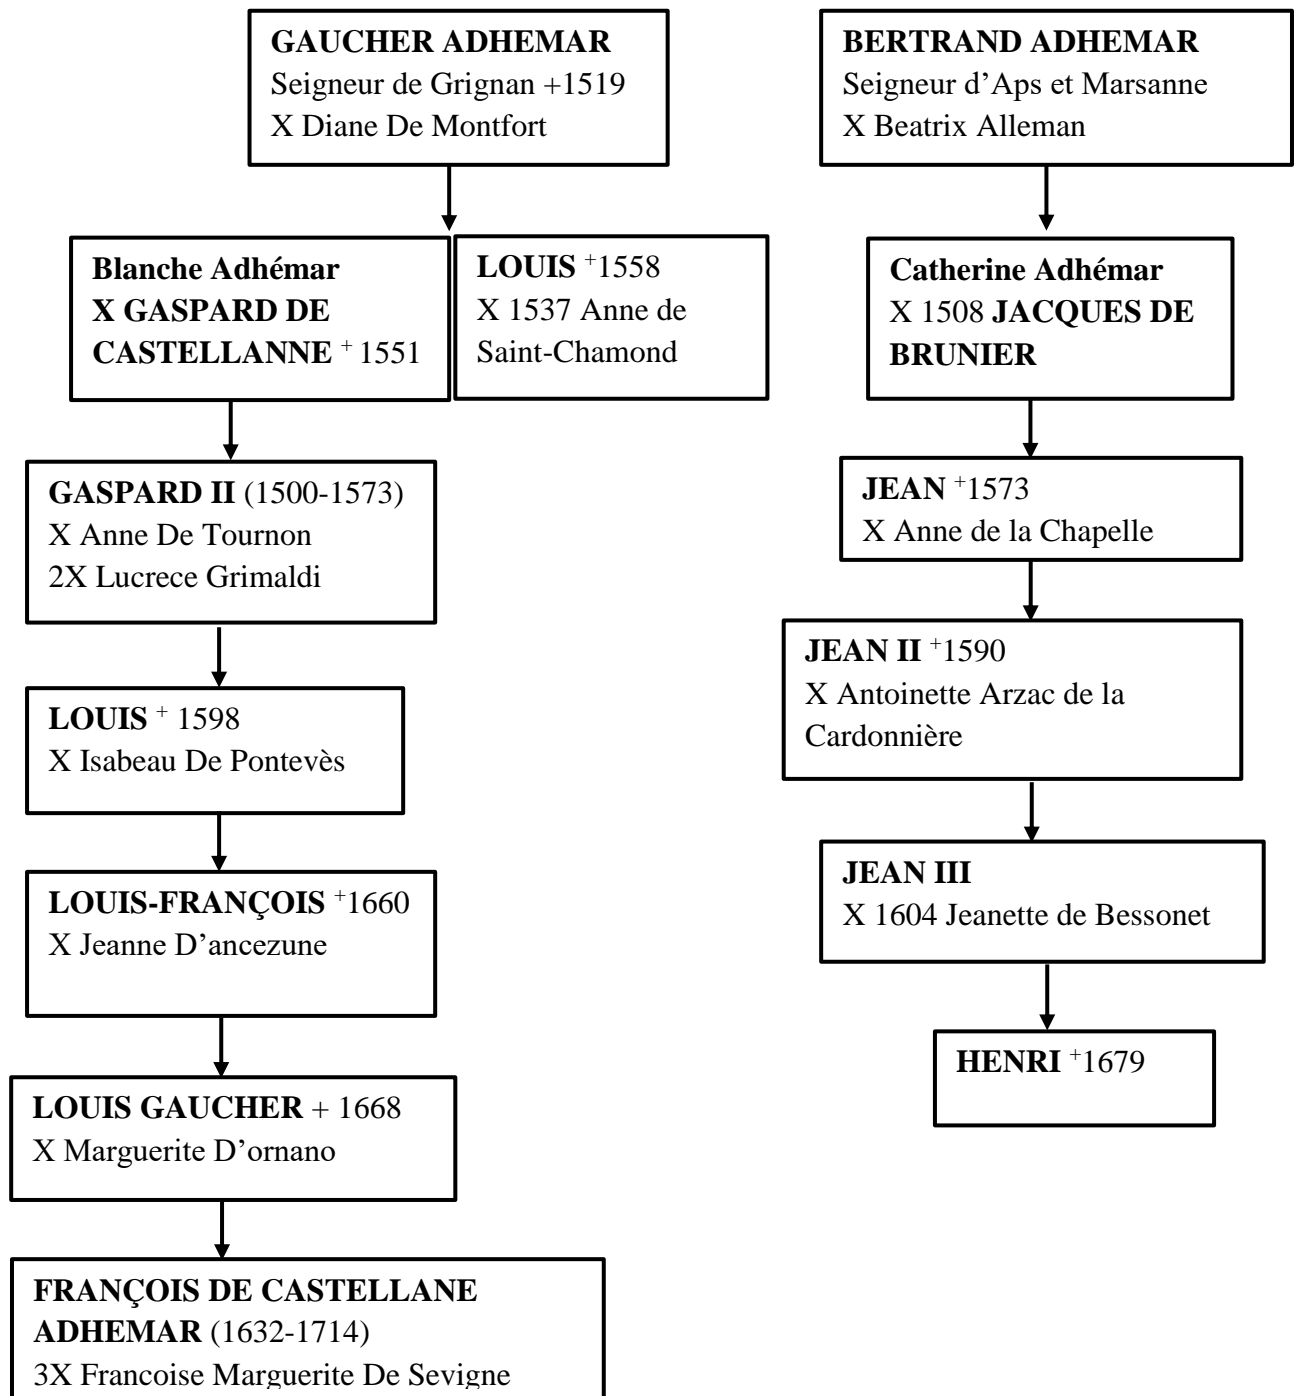 GAUCHER ADHEMAR
Seigneur de Grignan +1519
X Diane De Montfort
BERTRAND ADHEMAR
Seigneur d’Aps et Marsanne
X Beatrix Alleman
Blanche Adhémar
X GASPARD DE
CASTELLANNE + 1551
LOUIS +1558
X 1537 Anne de
Saint-Chamond
Catherine Adhémar
X 1508 JACQUES DE
BRUNIER
GASPARD II (1500-1573)
X Anne De Tournon
2X Lucrece Grimaldi
JEAN +1573
X Anne de la Chapelle
JEAN II +1590
X Antoinette Arzac de la
Cardonnière
LOUIS + 1598
X Isabeau De Pontevès
JEAN III
X 1604 Jeanette de Bessonet
LOUIS-FRANÇOIS +1660
X Jeanne D’ancezune
HENRI +1679
LOUIS GAUCHER + 1668
X Marguerite D’ornano
FRANÇOIS DE CASTELLANE
ADHEMAR (1632-1714)
3X Francoise Marguerite De Sevigne